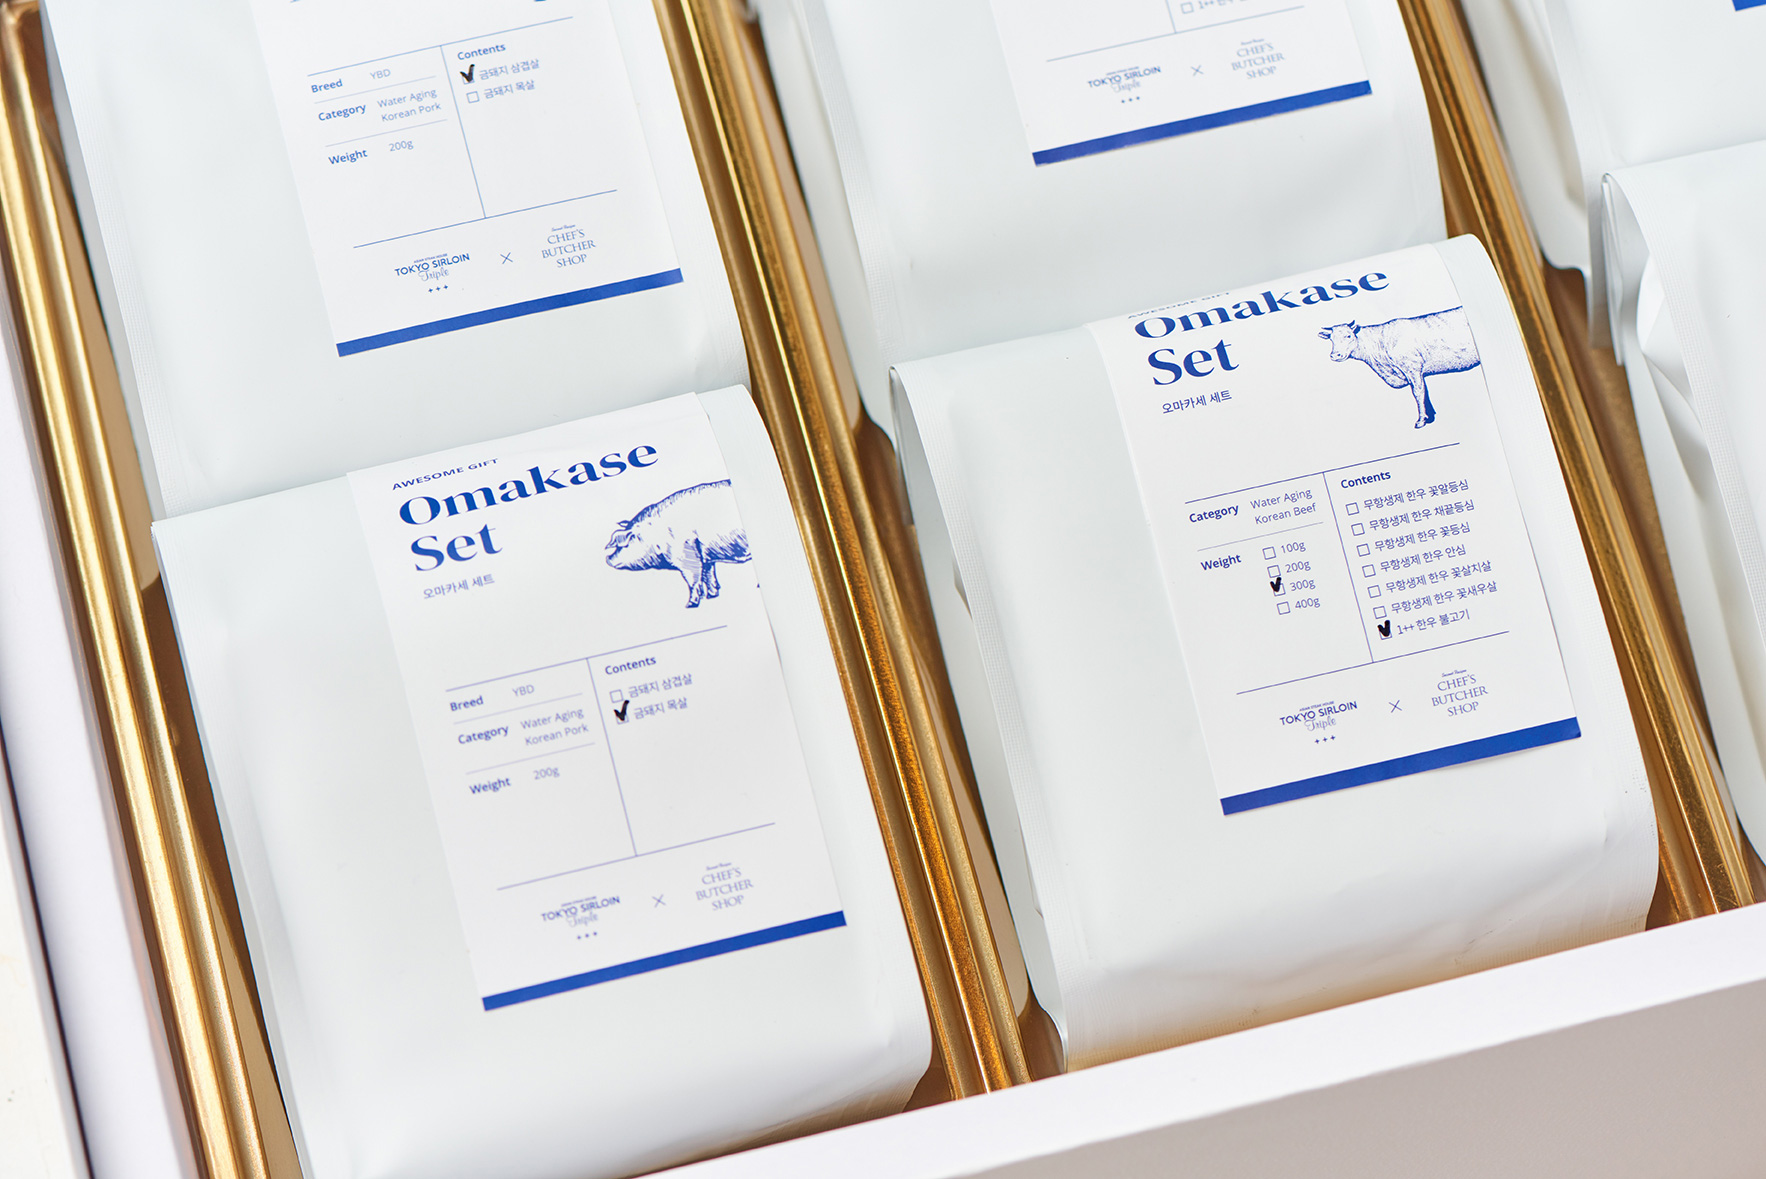 Breed YBD
Category Water Aging
Korean Pork
Weight 200g
Contents
금돼지 삼겹살
금돼지 목살
TOKYO SIRLOIN
Triple
+++
×
CHEF'S
BUTCHER
SHOP
TOKYO SIRLOIN
Triple
+++
×
CHEF'S
BUTCHER
SHOP
AWESOME GIFT
Omakase
Set
오마카세 세트
Breed YBD
Category Water Aging
Korean Pork
Weight 200g
Contents
금돼지 삼겹살
금돼지 목살
TOKYO SIRLOIN
Triple
+++
×
CHEF'S
BUTCHER
SHOP
AWESOME GIFT
Omakase
Set
오마카세 세트
Category Water Aging
Korean Beef
Weight 100g
200g
300g
400g
Contents
무항생제 한우 꽃알등심
무항생제 한우 채끝등심
무항생제 한우 꽃등심
무항생제 한우 안심
무항생제 한우 꽃살치살
무항생제 한우 꽃새우살
1++ 한우 불고기
ASIAN STEAK HOUSE
TOKYO SIRLOIN
Triple
+++
×
CHEF'S
BUTCHER
SHOP